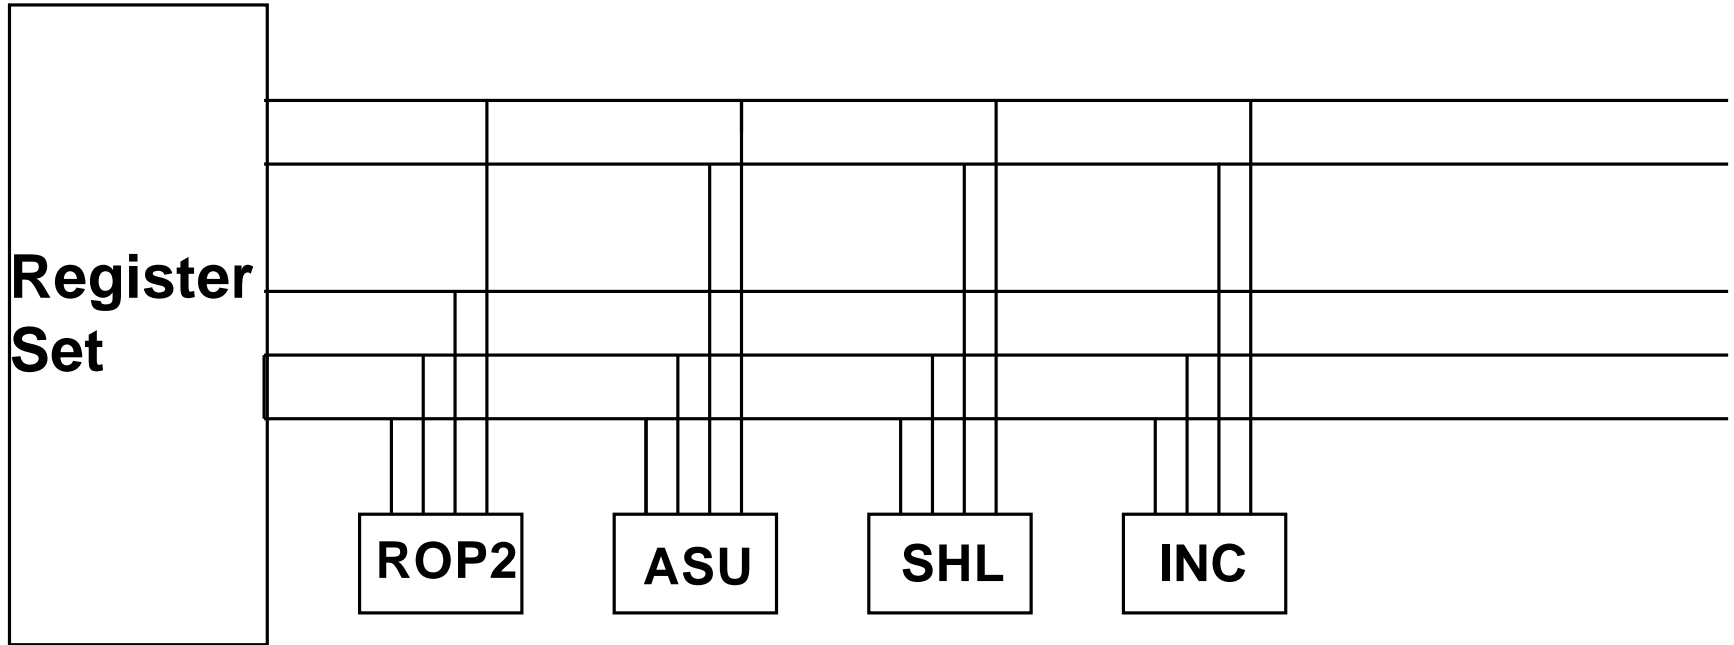 Register
Set
ROP2
ASU
SHL
INC